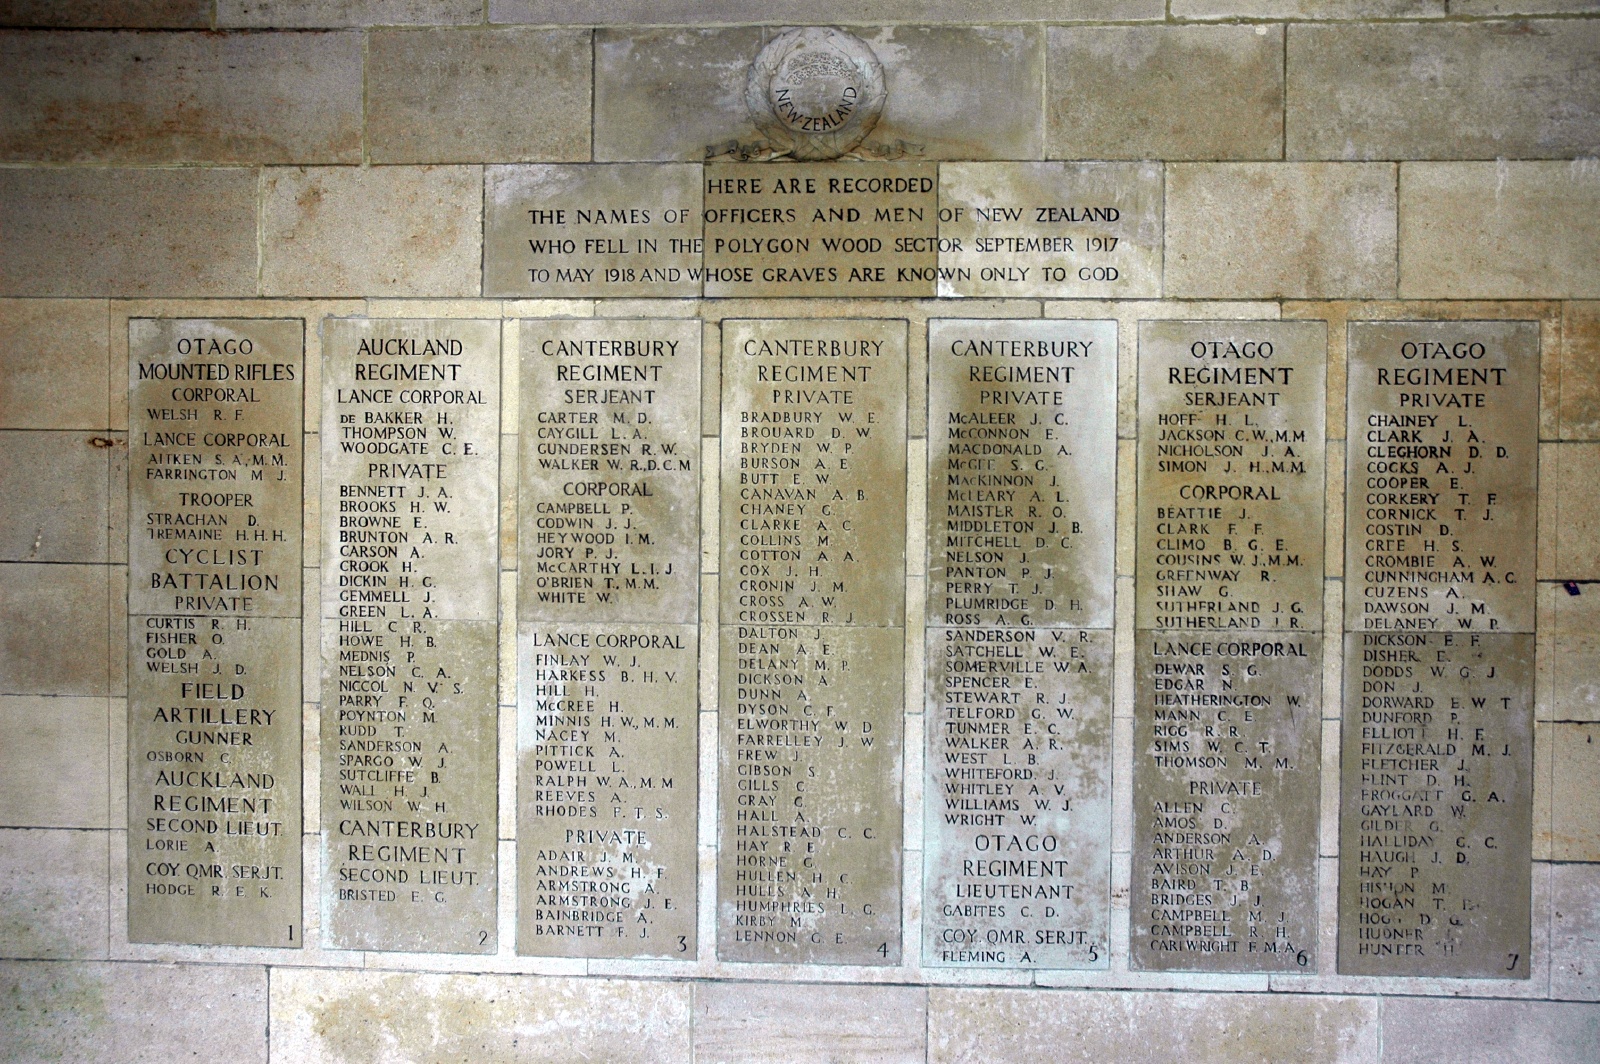 NEW-ZEALAND
HERE ARE RECORDED
THE NAMES OF OFFICERS AND MEN OF NEW ZEALAND
WHO FELL IN THE POLYGON WOOD SECTOR SEPTEMBER 1917
TO MAY 1918 AND WHOSE GRAVES ARE KNOWN ONLY TO GOD
OTAGO
MOUNTED RIFLES
CORPORAL
WELSH R. F.
LANCE CORPORAL
AITKEN S. A., M.M.
FARRINGTON M. J.
TROOPER
STRACHAN D.
TREMAINE H. H. H.
CYCLIST
BATTALION
PRIVATE
CURTIS R. H.
FISHER O.
GOLD A.
WELSH J. D.
FIELD
ARTILLERY
GUNNER
OSBORN C.
AUCKLAND
REGIMENT
SECOND LIEUT.
LORIE A.
COY. QMR. SERJT.
HODGE R. E. K.
1
AUCKLAND
REGIMENT
LANCE CORPORAL
DE BAKKER H.
THOMPSON W.
WOODGATE C. E.
PRIVATE
BENNETT J. A.
BROOKS H. W.
BROWNE E.
BRUNTON A. R.
CARSON A.
CROOK H.
DICKIN H. G.
GEMMELL J.
GREEN L. A.
HILL C. R.
HOWE H. B.
MEDNIS P.
NELSON C. A.
NICCOL N. V. S.
PARRY F. O.
POYNTON M.
RUDD T.
SANDERSON A.
SPARGO W. J.
SUTCLIFFE B.
WALL H. J.
WILSON W. H.
CANTERBURY
REGIMENT
SECOND LIEUT.
BRISTED E. G.
2
CANTERBURY
REGIMENT
SERJEANT
CARTER M. D.
CAYGILL L. A.
GUNDERSEN R. W.
WALKER W. R., D.C.M
CORPORAL
CAMPBELL P.
CODWIN J. J.
HEYWOOD I. M.
JORY P. J.
McCARTHY L. I. J
O'BRIEN T., M.M.
WHITE W.
LANCE CORPORAL
FINLAY W. J.
HARKESS B. H. V.
HILL H.
McCREE H.
MINNIS H. W., M.M.
NACEY M.
PITTICK A.
POWELL L.
RALPH W. A., M.M
REEVES A.
RHODES F. T. S.
PRIVATE
ADAIR J. M.
ANDREWS H. F.
ARMSTRONG A.
ARMSTRONG J. E.
BAINBRIDGE A.
BARNETT F. J.
3
CANTERBURY
REGIMENT
PRIVATE
BRADBURY W. E.
BROUARD D. W.
BRYDEN W. P.
BURSON A. E.
BUTT E. W.
CANAVAN A. B.
CHANEY G.
CLARKE A. C.
COLLINS M.
COTTON A. A.
COX J. H.
CRONIN J. M.
CROSS A. W.
CROSSEN R. J.
DALTON J.
DEAN A. E.
DELANY M. P.
DICKSON A.
DUNN A.
DYSON C. F.
ELWORTHY W. D
FARRELLEY J. W
FREW J.
GIBSON S.
GILLS C.
GRAY G.
HALL A.
HALSTEAD C. C.
HAY R. E.
HORNE G.
HULLEN H. C.
HULLS A. H.
HUMPHRIES L. G.
KIRBY M.
LENNON G. E.
4
CANTERBURY
REGIMENT
PRIVATE
McALEER J. C.
McCONNON E.
MACDONALD A.
McGEE S. G.
MACKINNON J.
McLEARY A. L.
MAISTER R. O.
MIDDLETON J. B.
MITCHELL D. C.
NELSON J.
PANTON P. J.
PERRY T. J.
PLUMRIDGE D. H.
ROSS A. G.
SANDERSON V. R.
SATCHELL W. E.
SOMERVILLE W. A.
SPENCER E.
STEWART R. J.
TELFORD G. W.
TUNMER E. C.
WALKER A. R.
WEST L. B.
WHITEFORD. J.
WHITLEY A. V.
WILLIAMS W. J.
WRIGHT W.
OTAGO
REGIMENT
LIEUTENANT
GABITES C. D.
COY. QMR. SERJT.
FLEMING A.
5
OTAGO
REGIMENT
SERJEANT
HOFF H. L.
JACKSON C. W., M.M
NICHOLSON J. A.
SIMON J. H., M.M.
CORPORAL
BEATTIE J.
CLARK F. F.
CLIMO B. G. E.
COUSINS W. J., M.M.
GREENWAY R.
SHAW G.
SUTHERLAND J. G.
SUTHERLAND J. R.
LANCE CORPORAL
DEWAR S. G.
EDGAR N.
HEATHERINGTON W.
MANN C. E.
RIGG R. R.
SIMS W. C. T.
THOMSON M. M.
PRIVATE
ALLEN C.
AMOS D.
ANDERSON A.
ARTHUR A. D.
AVISON J. E.
BAIRD T. B.
BRIDGES J. J.
CAMPBELL M. J.
CAMPBELL R. H.
CARTWRIGHT F. M. A.
6
OTAGO
REGIMENT
PRIVATE
CHAINEY L.
CLARK J. A.
CLEGHORN D. D.
COCKS A. J.
COOPER E.
CORKERY T. F.
CORNICK T. J.
COSTIN D.
CREE H. S.
CROMBIE A. W.
CUNNINGHAM A. C.
CUZENS A.
DAWSON J. M.
DELANEY W. P.
DICKSON E. F.
DISHER E.
DODDS W. G. J
DON J.
DORWARD E. W T
DUNFORD P.
ELLIOTT H. F.
FITZGERALD M. J.
FLETCHER J.
FLINT D. H.
FROGGATT G. A.
GAYLARD W.
GILDER G.
HALLIDAY G. C.
HAUGH J. D.
HAY P.
HISHON M.
HOGAN T.
HOGG D. G.
HUDNER
HUNTER H
7